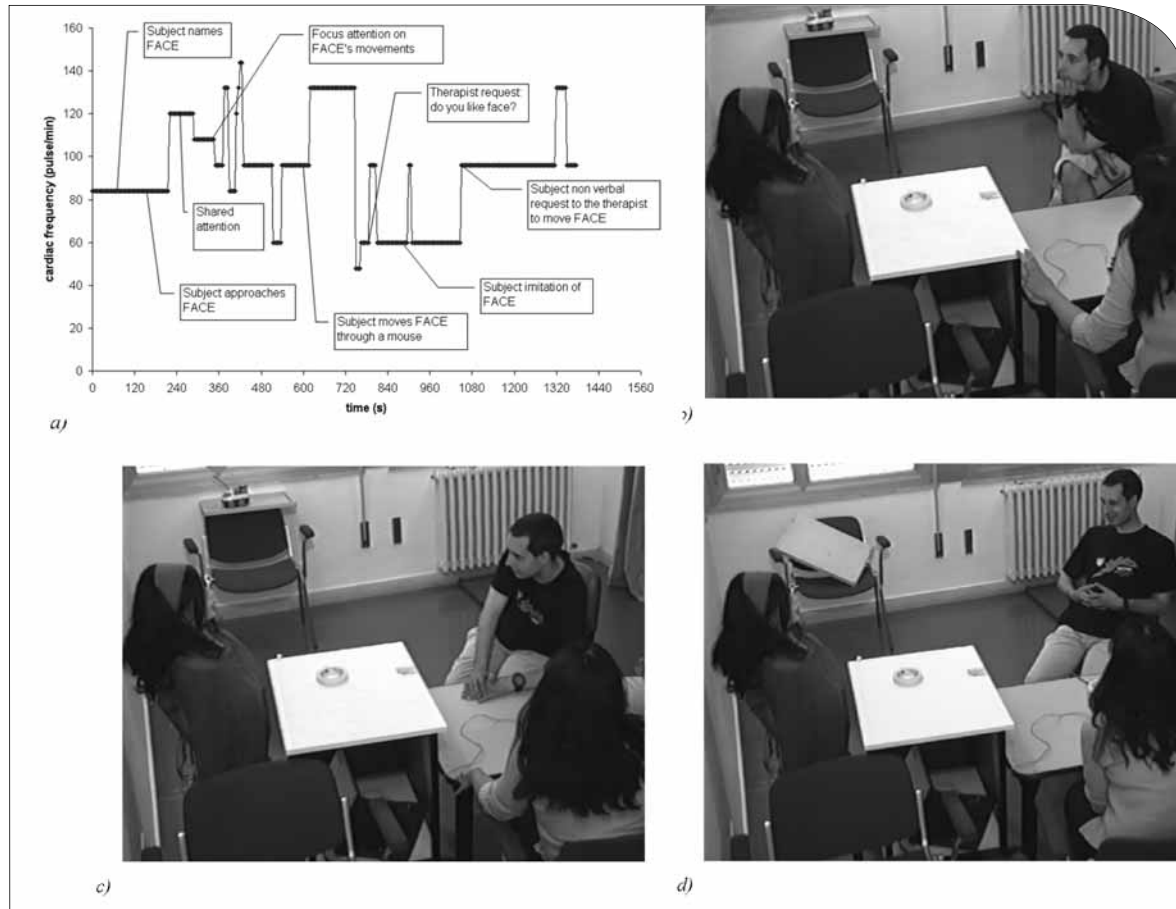 160
140
120
100
80
60
40
20
0
cardiac frequency (pulse/min)
Subject names
FACE
Focus attention on
FACE's movements
Therapist request:
do you like face?
Shared
attention
Subject non verbal
request to the therapist
to move FACE
Subject approaches
FACE
Subject imitation of
FACE
Subject moves FACE
through a mouse
0 120 240 360 480 600 720 840 960 1080 1200 1320 1440 1560
time (s)
a)
c)
d)